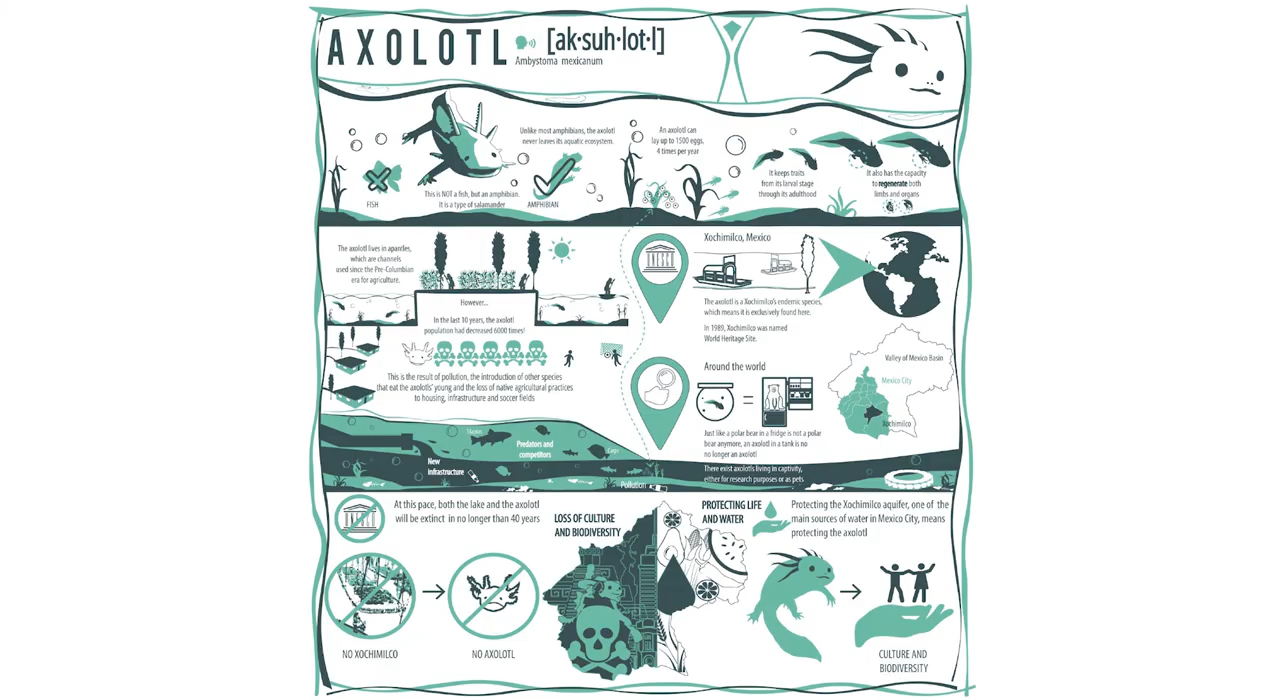 AXOLOTL [ak·suh·lot·l]
Ambystoma mexicanum
Unlike most amphibians, the axolotl
never leaves its aquatic ecosystem.
An axolotl can
lay up to 1500 eggs,
4 times per year
FISH
This is NOT a fish, but an amphibian.
It is a type of salamander
AMPHIBIAN
It keeps traits
from its larval stage
through its adulthood
It also has the capacity
to regenerate both
limbs and organs
The axolotl lives in apantles,
which are channels
used since the Pre-Columbian
era for agriculture.
However...
In the last 10 years, the axolotl
population had decreased 6000 times!
This is the result of pollution, the introduction of other species
that eat the axolotls' young and the loss of native agricultural practices
to housing, infrastructure and soccer fields
UNESCO
Xochimilco, Mexico
The axolotl is a Xochimilco's endemic species,
which means it is exclusively found here.
In 1989, Xochimilco was named
World Heritage Site.
Around the world
=
Just like a polar bear in a fridge is not a polar
bear anymore, an axolotl in a tank is no
no longer an axolotl
There exist axolotls living in captivity,
either for research purposes or as pets
Valley of Mexico Basin
Mexico City
Xochimilco
Tilapia
Predators and
competitors
Carps
New
infrastructure
Pollution
At this pace, both the lake and the axolotl
will be extinct in no longer than 40 years
NO XOCHIMILCO
NO AXOLOTL
LOSS OF CULTURE
AND BIODIVERSITY
PROTECTING LIFE
AND WATER
Protecting the Xochimilco aquifer, one of the
main sources of water in Mexico City, means
protecting the axolotl
CULTURE AND
BIODIVERSITY